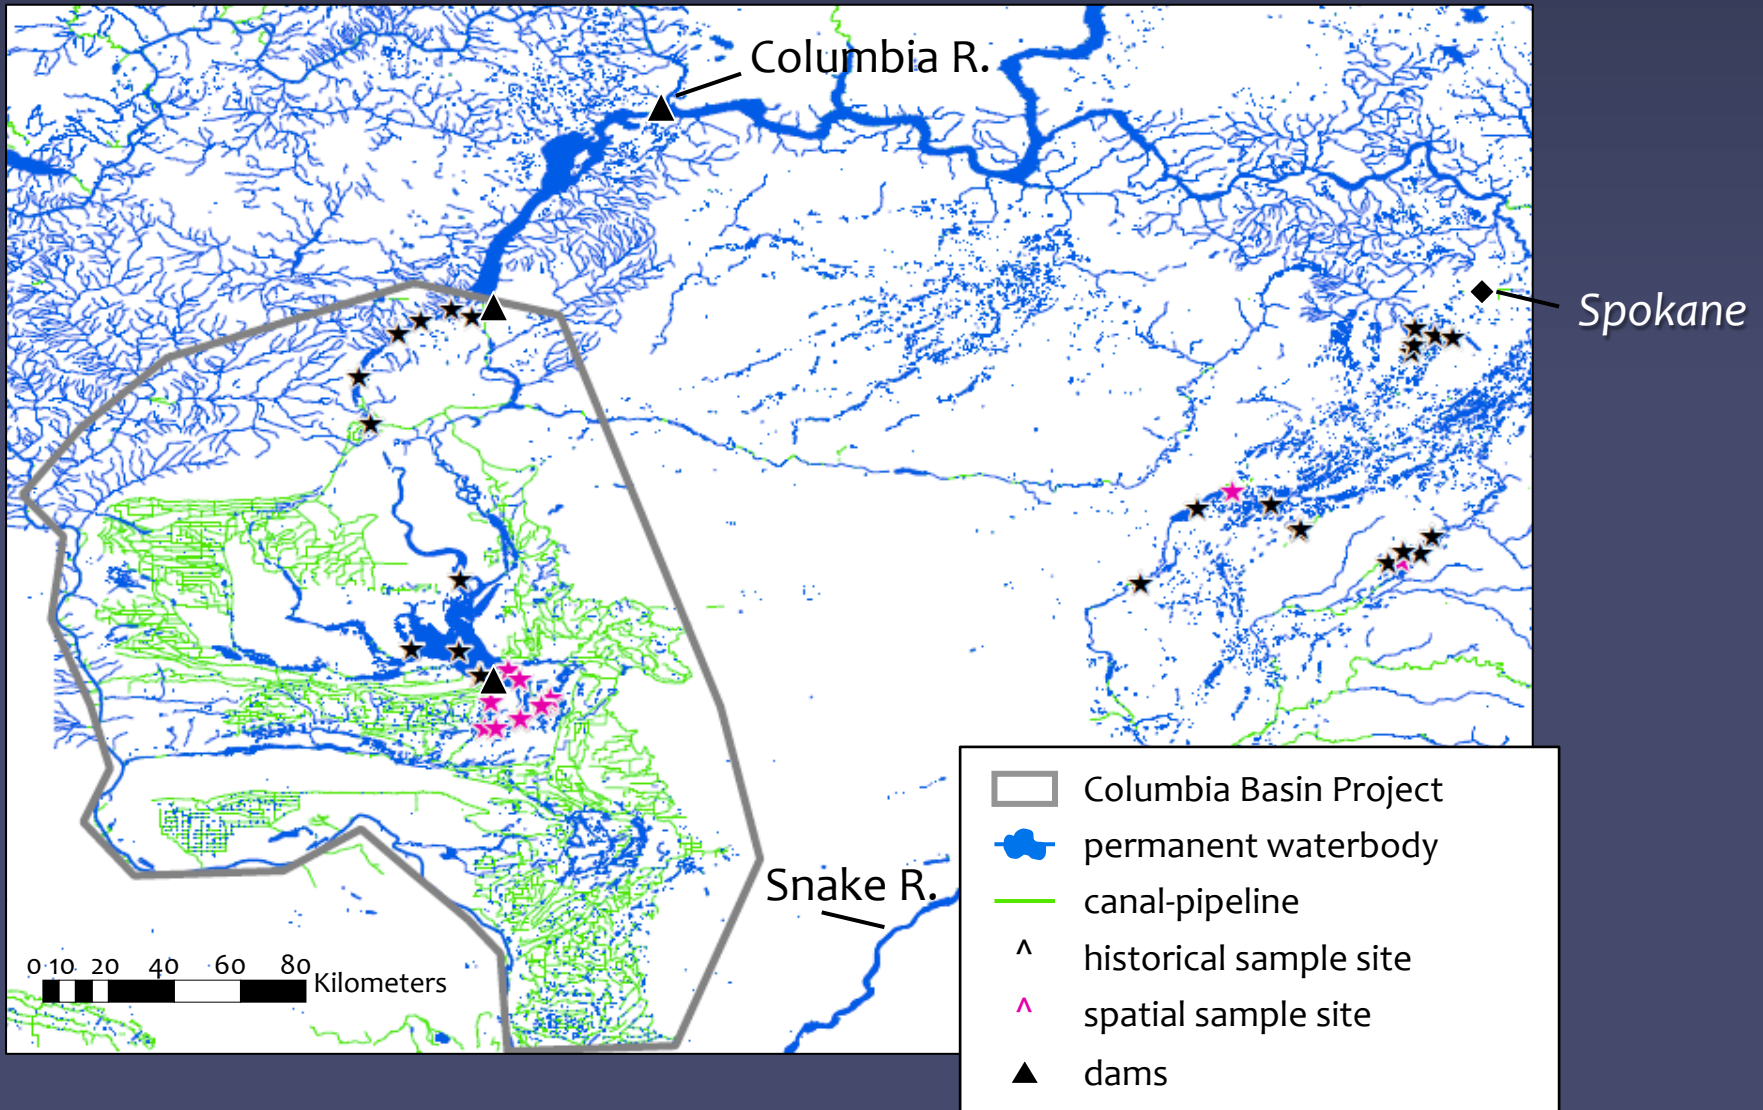 Columbia R.
Spokane
Snake R.
0 10 20 40 60 80 Kilometers
Columbia Basin Project
permanent waterbody
canal-pipeline
^ historical sample site
^ spatial sample site
dams